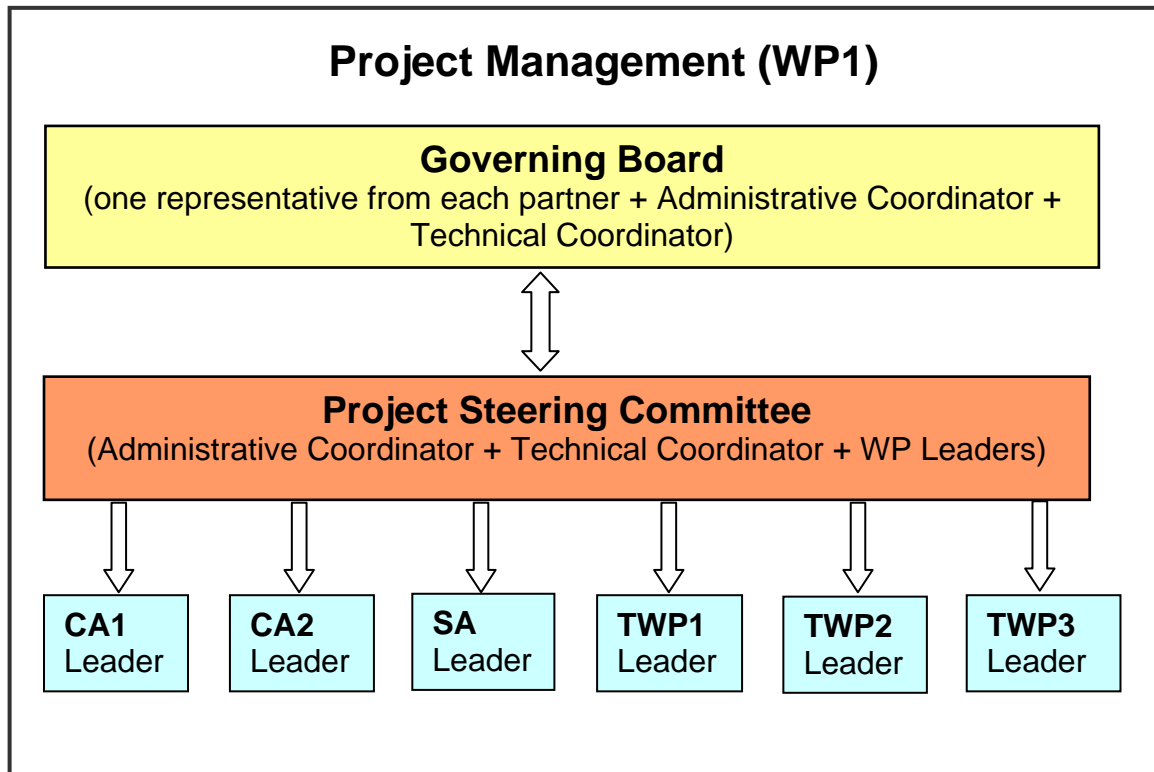 Project Management (WP1)
Governing Board
(one representative from each partner + Administrative Coordinator +
Technical Coordinator)
Project Steering Committee
(Administrative Coordinator + Technical Coordinator + WP Leaders)
CA1
Leader
CA2
Leader
SA
Leader
TWP1
Leader
TWP2
Leader
TWP3
Leader